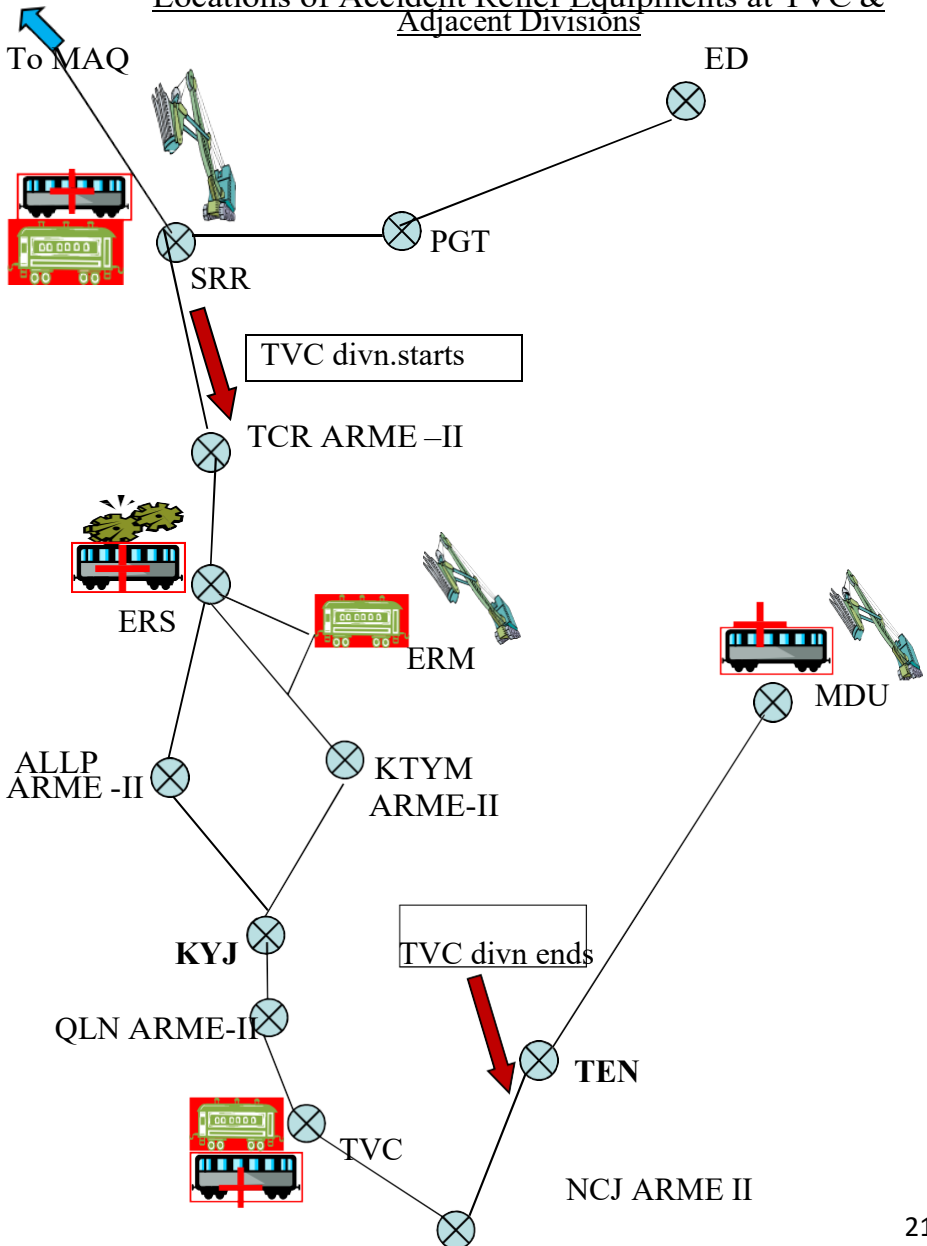 Locations of Accident Relief Equipments at TVC &
Adjacent Divisions
To MAQ
ED
PGT
SRR
TVC divn.starts
TCR ARME –II
ERS
ERM
MDU
ALLP
ARME -II
KTYM
ARME-II
KYJ
TVC divn ends
QLN ARME-II
TEN
TVC
NCJ ARME II
21